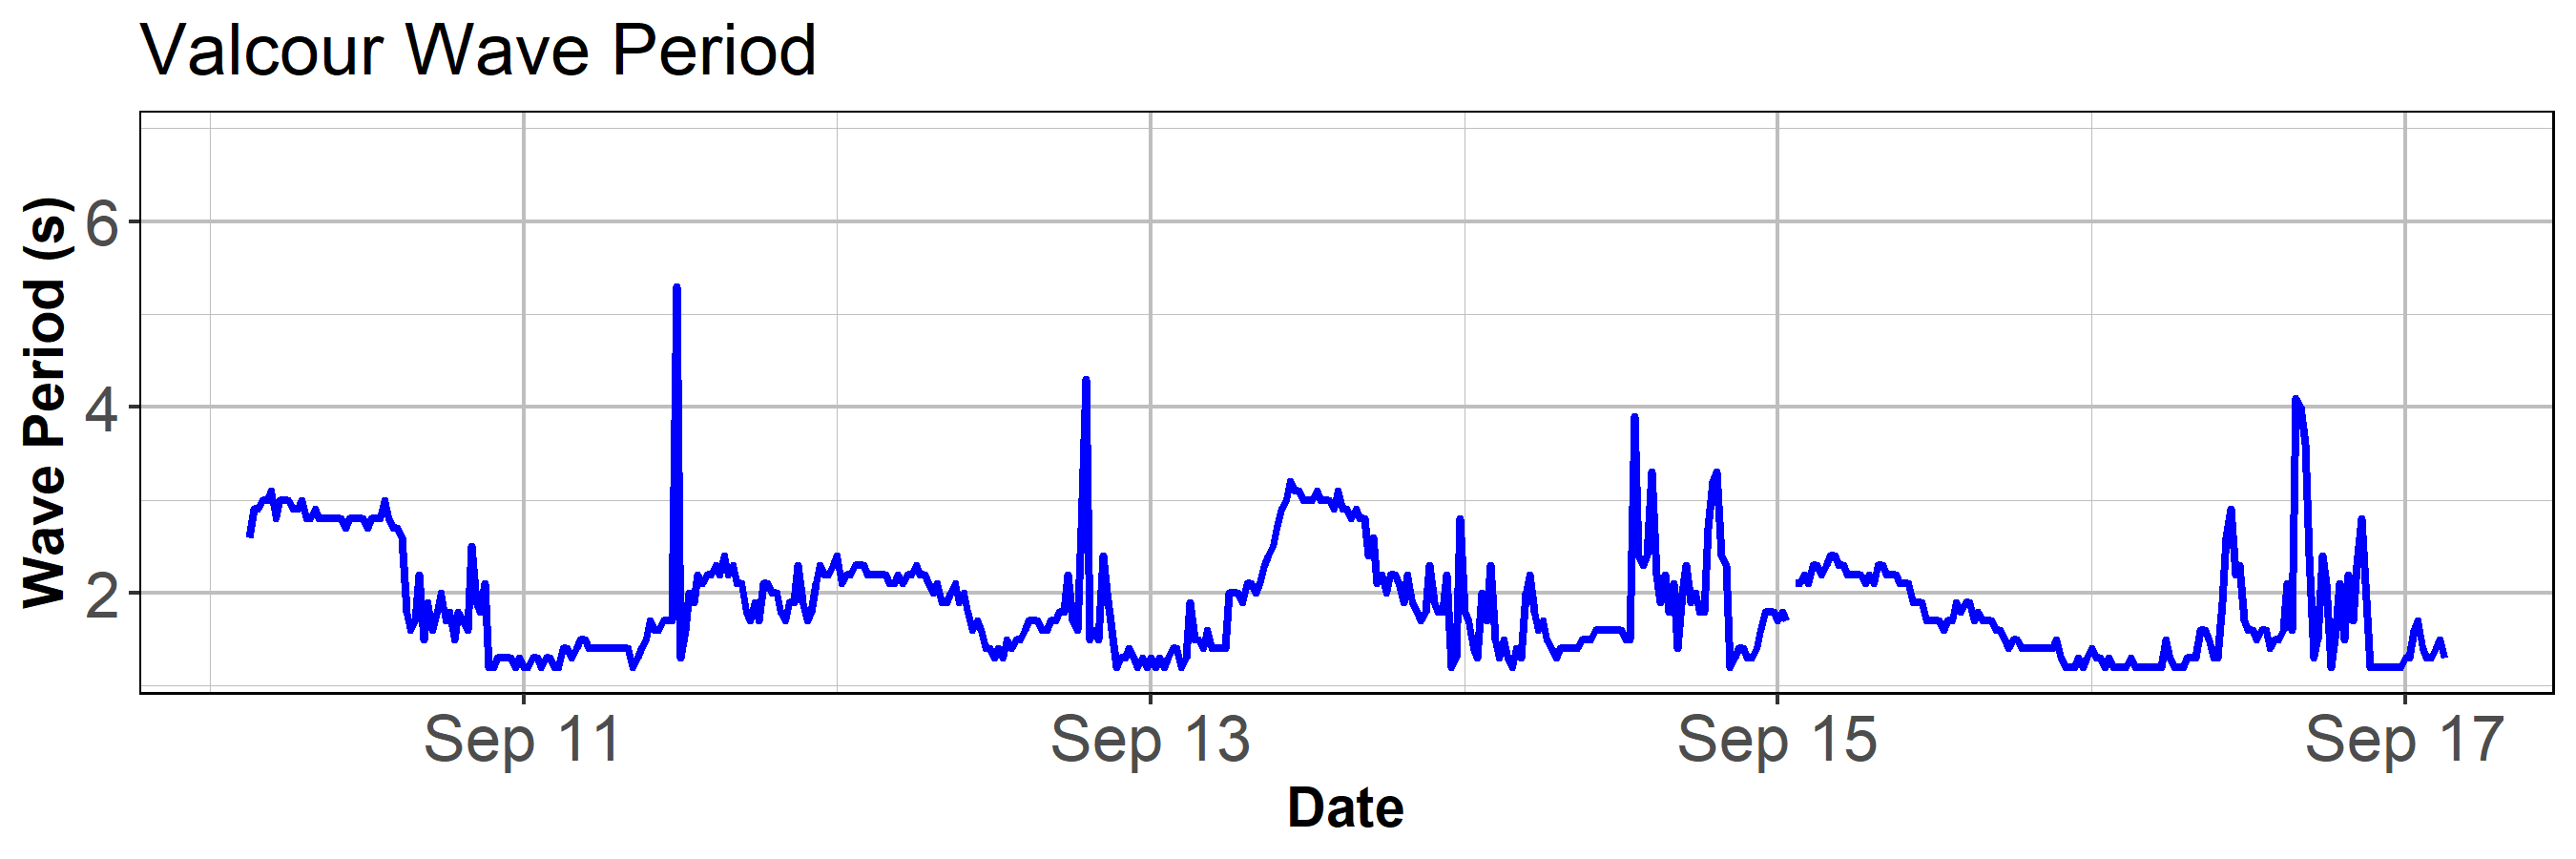 Valcour Wave Period
Wave Period (s)
6
4
2
Sep 11 Sep 13 Sep 15 Sep 17
Date